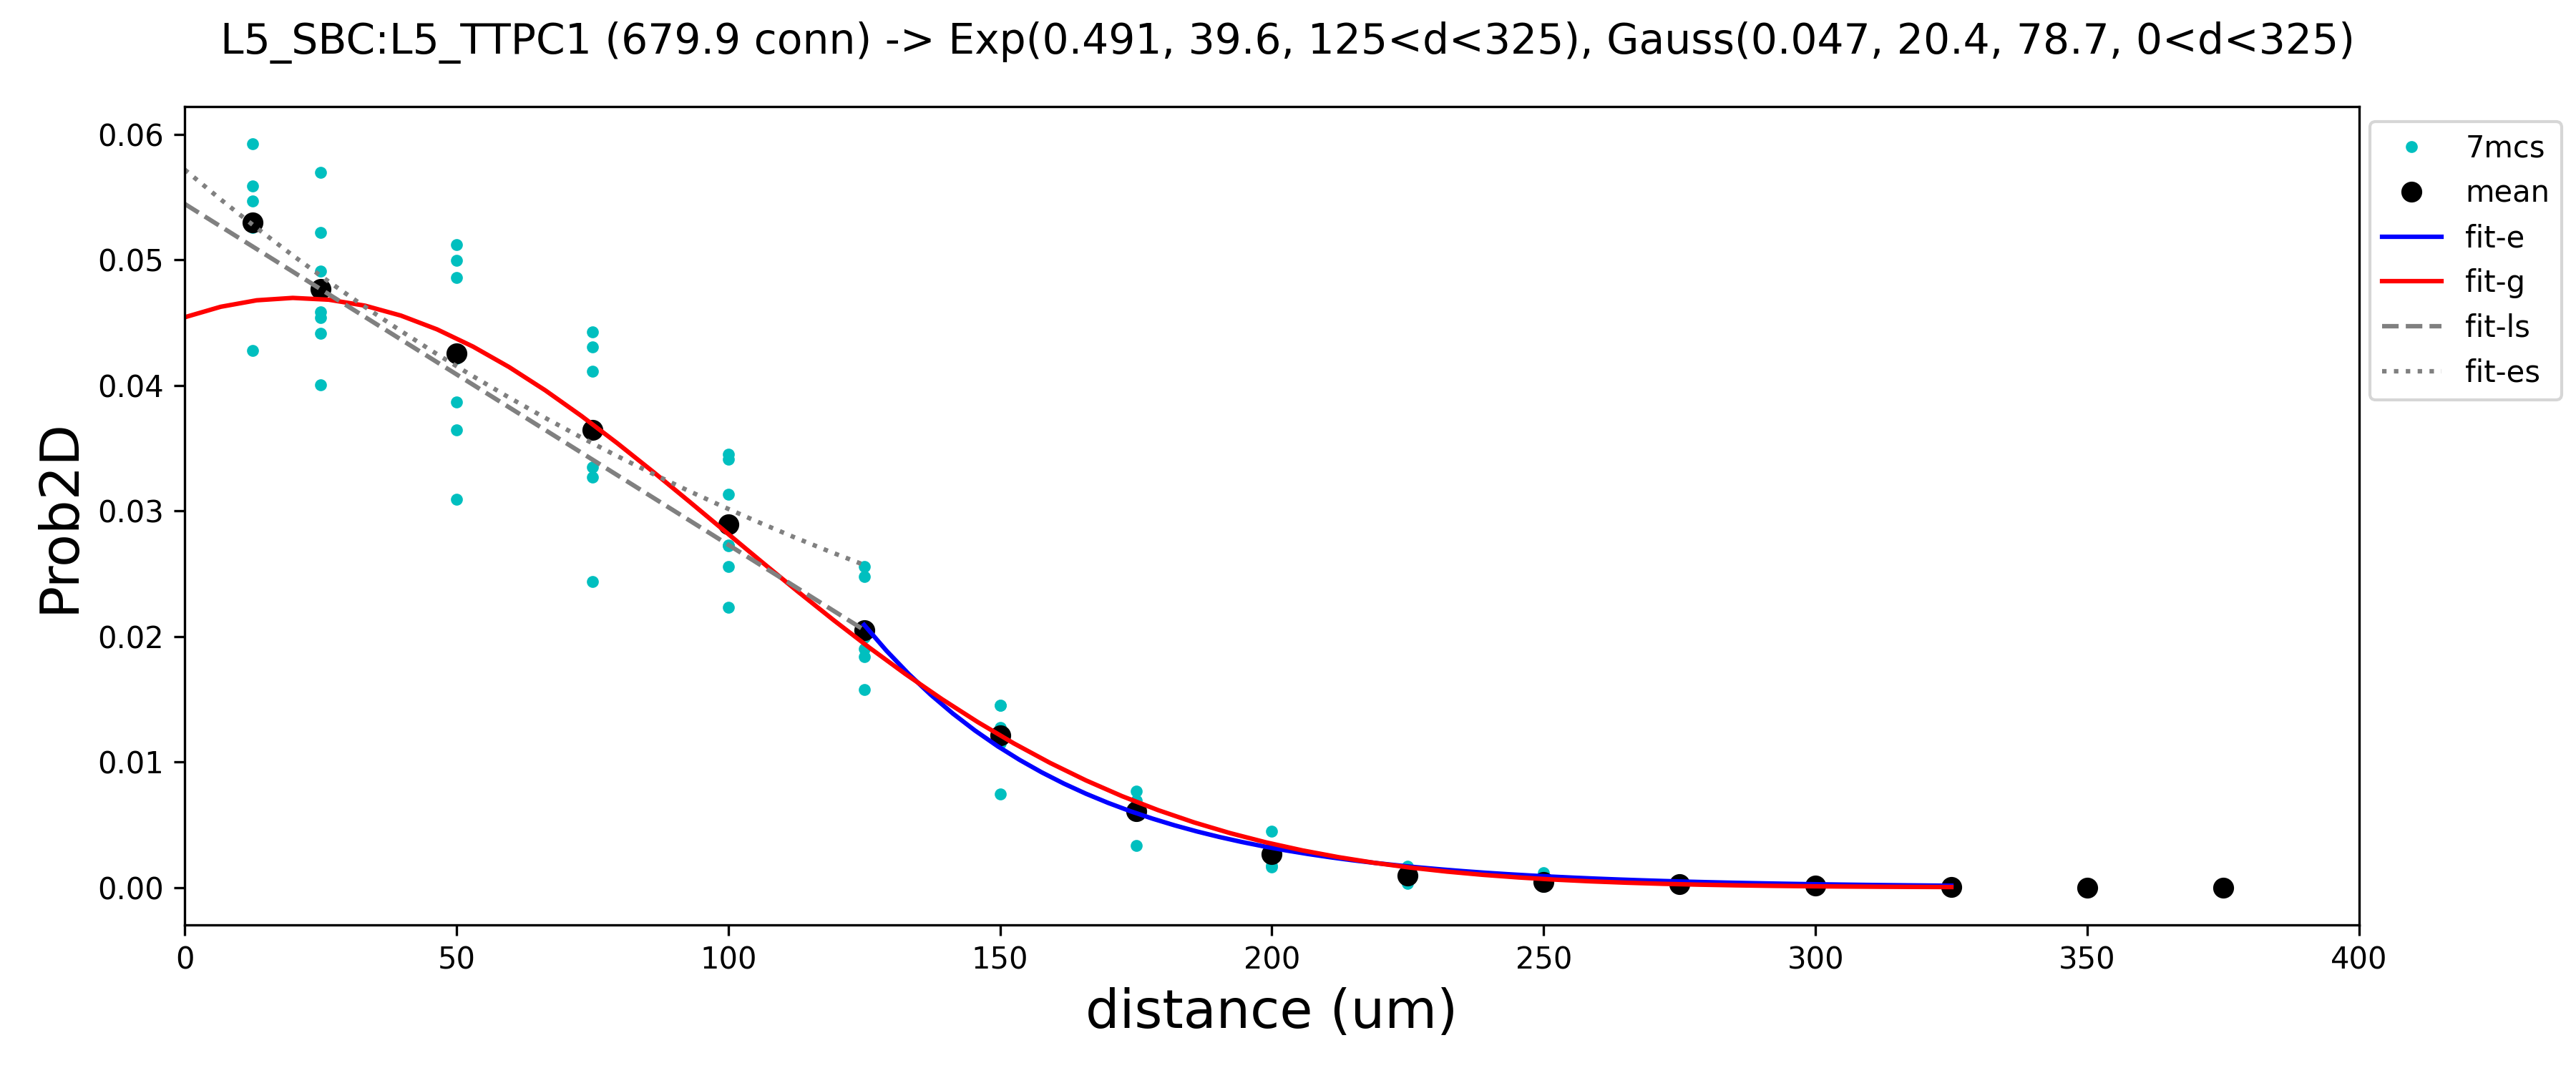 L5_SBC:L5_TTPC1 (679.9 conn) -> Exp(0.491, 39.6, 125<d<325), Gauss(0.047, 20.4, 78.7, 0<d<325)
0.06
0.05
0.04
0.03
0.02
0.01
0.00
Prob2D
0 50 100 150 200 250 300 350 400
distance (um)
7mcs
mean
fit-e
fit-g
fit-ls
fit-es